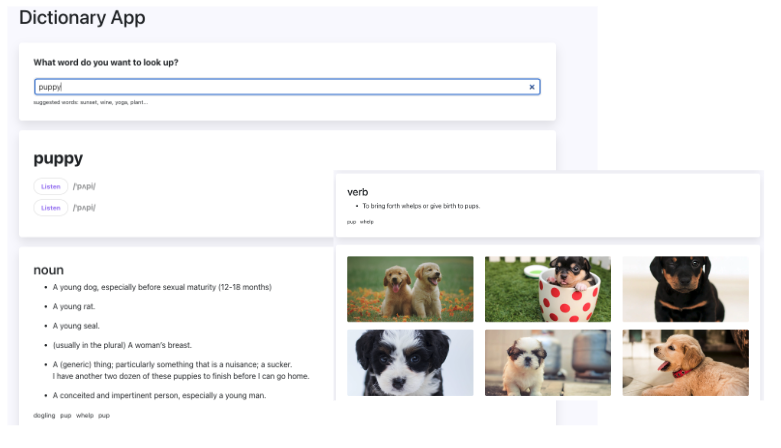 Dictionary App
What word do you want to look up?
puppy
suggested words: sunset, wine, yoga, plant...
puppy
Listen /'pʌpi/
Listen /'pʌpi/
noun
• A young dog, especially before sexual maturity (12-18 months)
• A young rat.
• A young seal.
• (usually in the plural) A woman's breast.
• A (generic) thing; particularly something that is a nuisance; a sucker.
I have another two dozen of these puppies to finish before I can go home.
• A conceited and impertinent person, especially a young man.
dogling pup whelp pup
verb
• To bring forth whelps or give birth to pups.
pup whelp